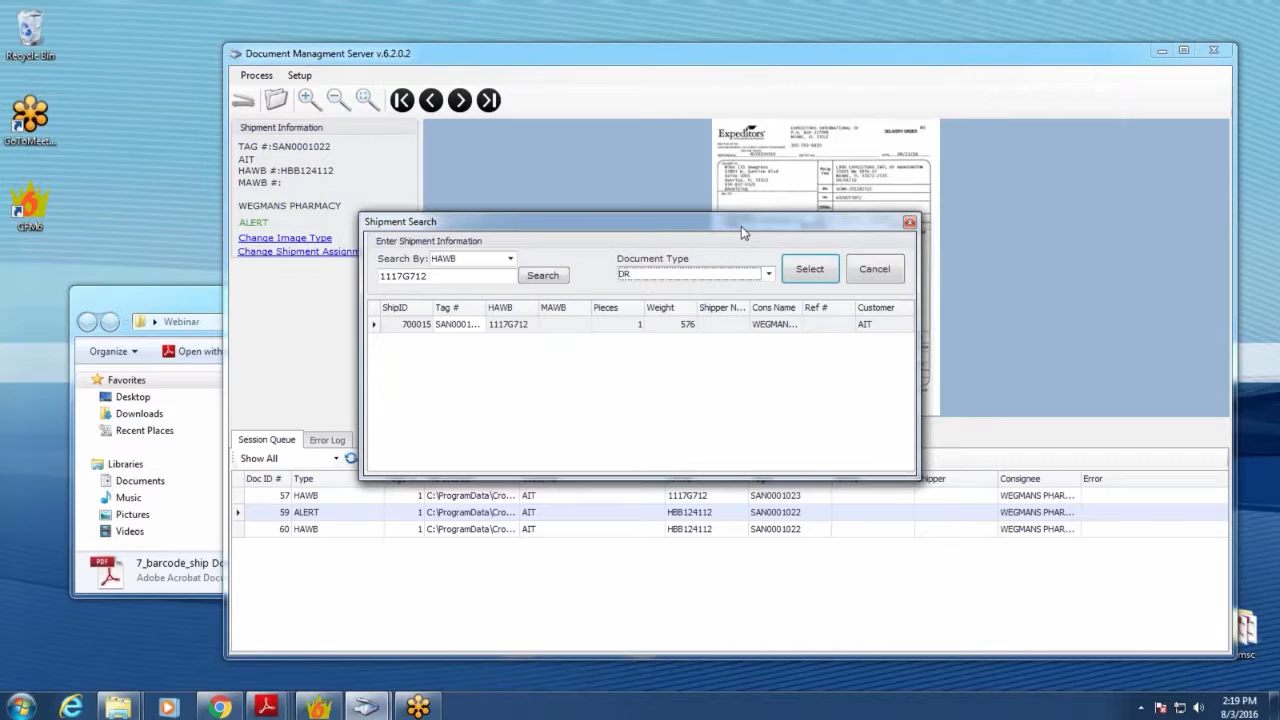 Recycle Bin
GoToMeet...
CFM6
Document Managment Server v.6.2.0.2
Process Setup
Shipment Information
TAG #:SAN0001022
AIT
HAWB #:HBB124112
MAWB #:
WEGMANS PHARMACY
ALERT
Change Image Type
Change Shipment Assignm
Expeditors
DELIVERY ORDER
Shipment Search
Enter Shipment Information
Search By: HAWB
Document Type
1117G712 Search
DR
Select Cancel
ShipID Tag # HAWB MAWB Pieces Weight Shipper N... Cons Name Ref # Customer
700015 SAN0001... 1117G712 1 576 WEGMAN... AIT
Webinar
Organize Open with
Favorites
Desktop
Downloads
Recent Places
Libraries
Documents
Music
Pictures
Videos
PDF
7_barcode_ship Do
Adobe Acrobat Docu
Session Queue Error Log
Show All
Doc ID # Type Shipper Consignee Error
57 HAWB 1 C:\ProgramData\Cro... AIT 1117G712 SAN0001023 WEGMANS PHAR...
59 ALERT 1 C:\ProgramData\Cro... AIT HBB124112 SAN0001022 WEGMANS PHAR...
60 HAWB 1 C:\ProgramData\Cro... AIT HBB124112 SAN0001022 WEGMANS PHAR...
msc
2:19 PM
8/3/2016